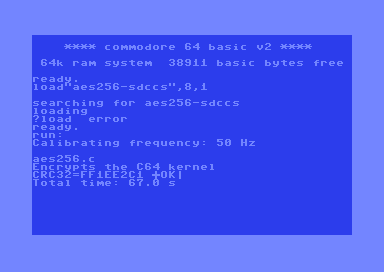 **** commodore 64 basic v2 ****
64k ram system  38911 basic bytes free
ready.
load"aes256-sdccs",8,1
searching for aes256-sdccs
loading
?load  error
ready.
run:
Calibrating frequency: 50 Hz
aes256.c
Encrypts the C64 kernel
CRC32=FF1EE2C1 ┼OK|
Total time: 67.0 s